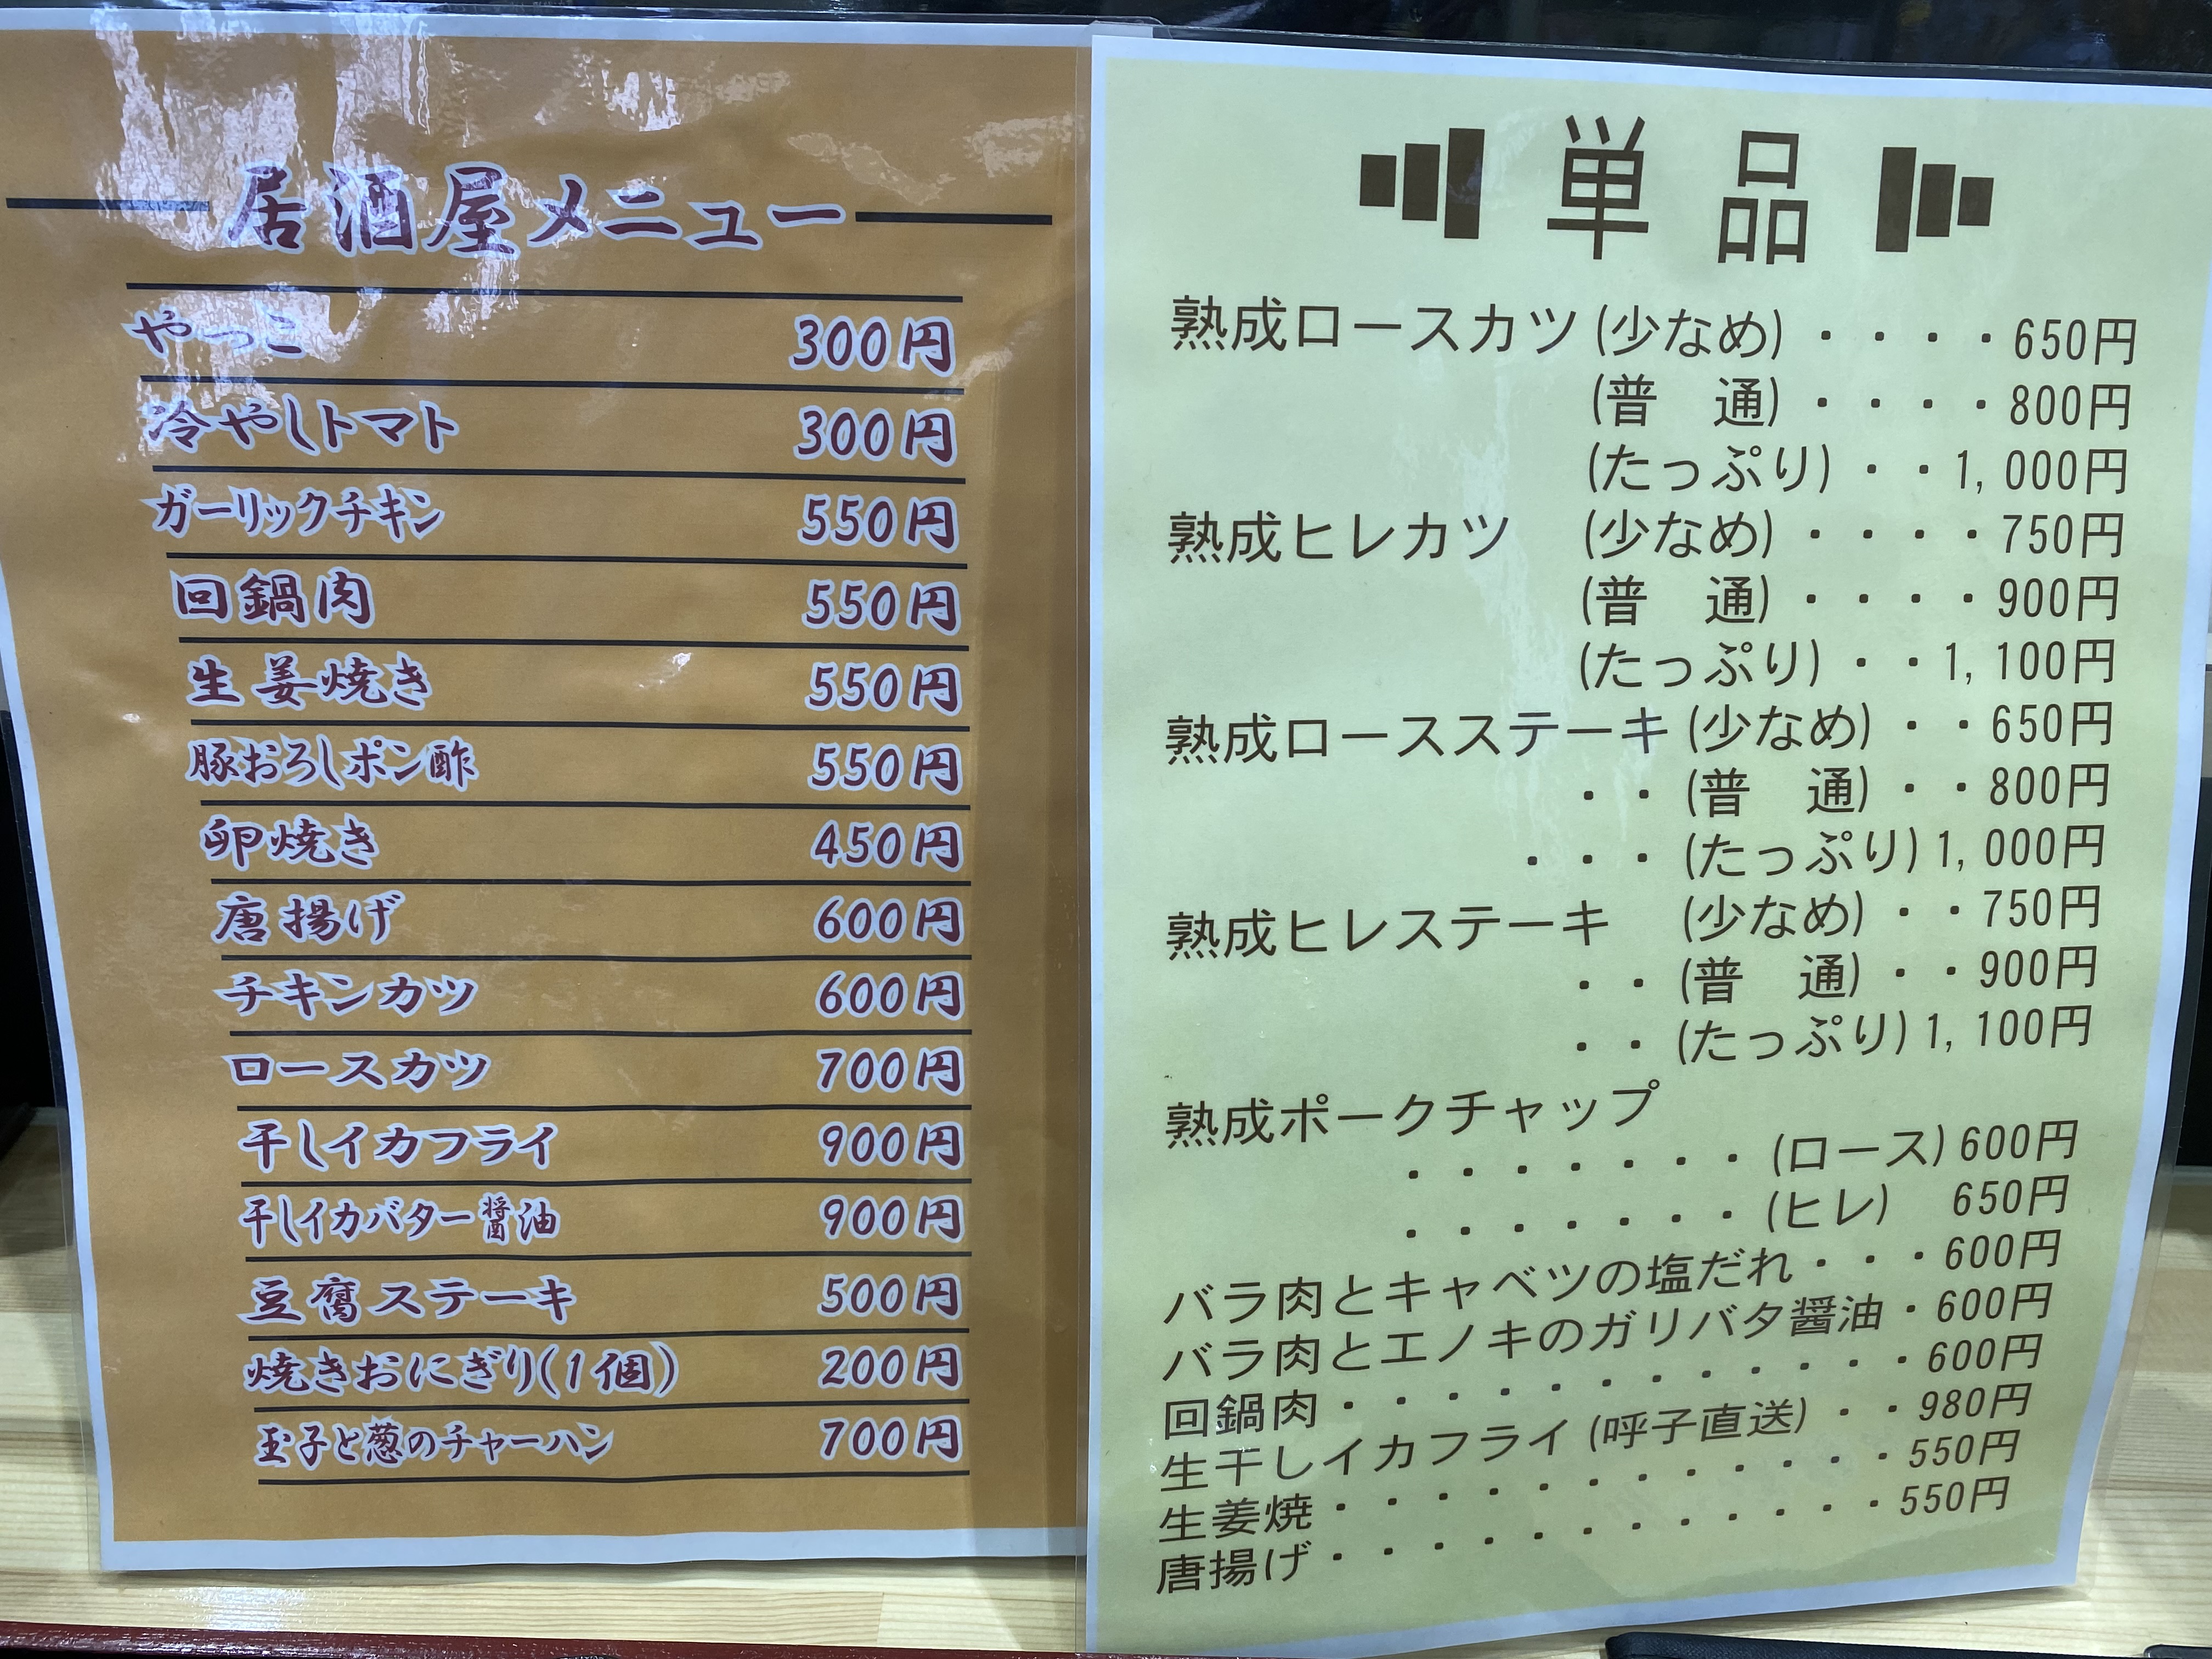 居酒屋メニュー
やっこ 300円
冷やしトマト 300円
ガーリックチキン 550円
回鍋肉 550円
生姜焼き 550円
豚おろしポン酢 550円
卵焼き 450円
唐揚げ 600円
チキンカツ 600円
ロースカツ 700円
干しイカフライ 900円
干しイカバター醤油 900円
豆腐ステーキ 500円
焼きおにぎり(1個) 200円
玉子と葱のチャーハン 700円
単品
熟成ロースカツ(少なめ)・・・・650円
(普　通)・・・・800円
(たっぷり)・・1,000円
熟成ヒレカツ　(少なめ)・・・・750円
(普　通)・・・・900円
(たっぷり)・・1,100円
熟成ロースステーキ(少なめ)・・650円
・・(普　通)・・800円
・・・(たっぷり)1,000円
熟成ヒレステーキ　(少なめ)・・750円
・・(普　通)・・900円
・・(たっぷり)1,100円
熟成ポークチャップ
・・・・・・・(ロース)600円
・・・・・・・(ヒレ)　650円
バラ肉とキャベツの塩だれ・・・600円
バラ肉とエノキのガリバタ醤油・600円
回鍋肉・・・・・・・・・・・・600円
生干しイカフライ(呼子直送)・・980円
生姜焼・・・・・・・・・・・550円
唐揚げ・・・・・・・・・・・550円